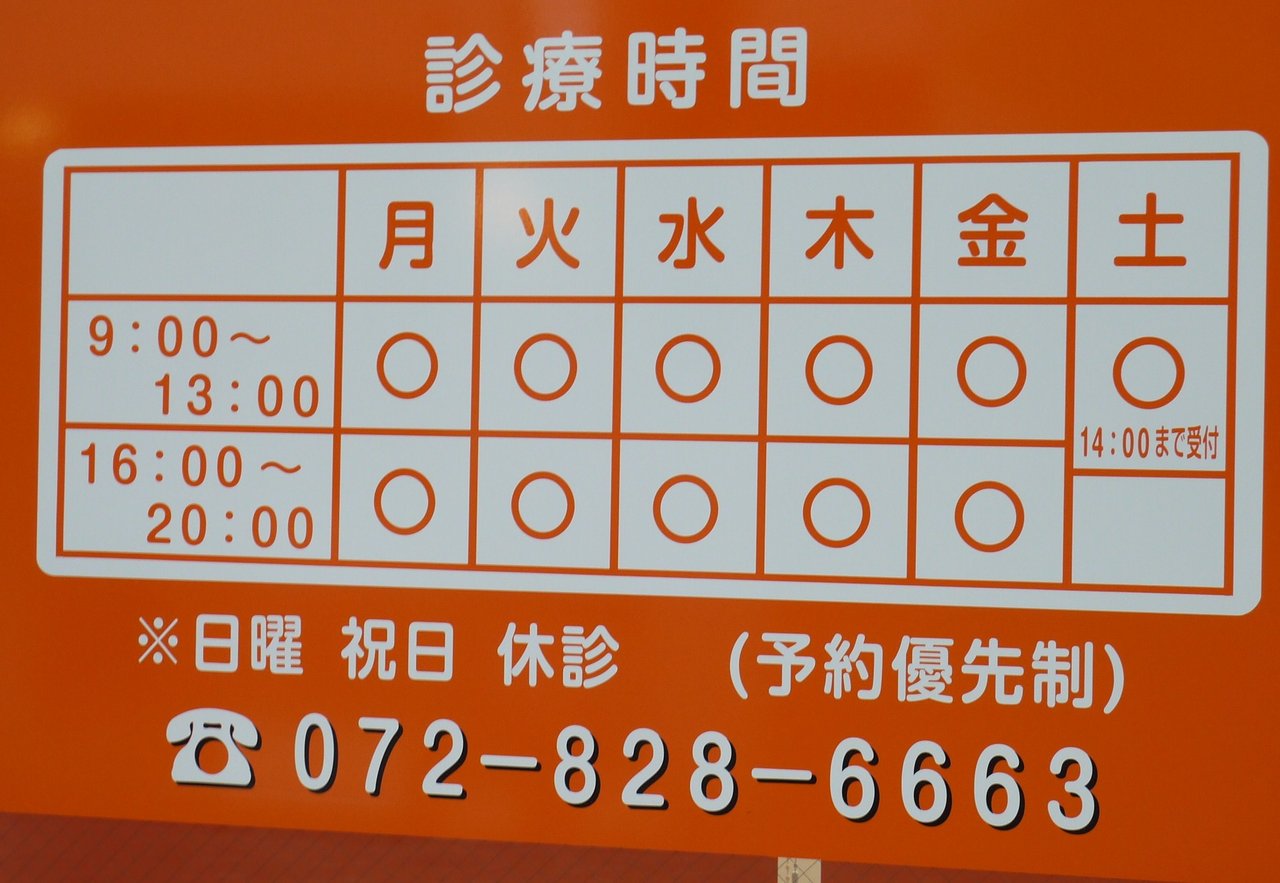 診療時間
月 火 水 木 金 土
9:00～
13:00
○ ○ ○ ○ ○ ○
14:00まで受付
16:00～
20:00
○ ○ ○ ○ ○
※日曜 祝日 休診 (予約優先制)
☎072-828-6663